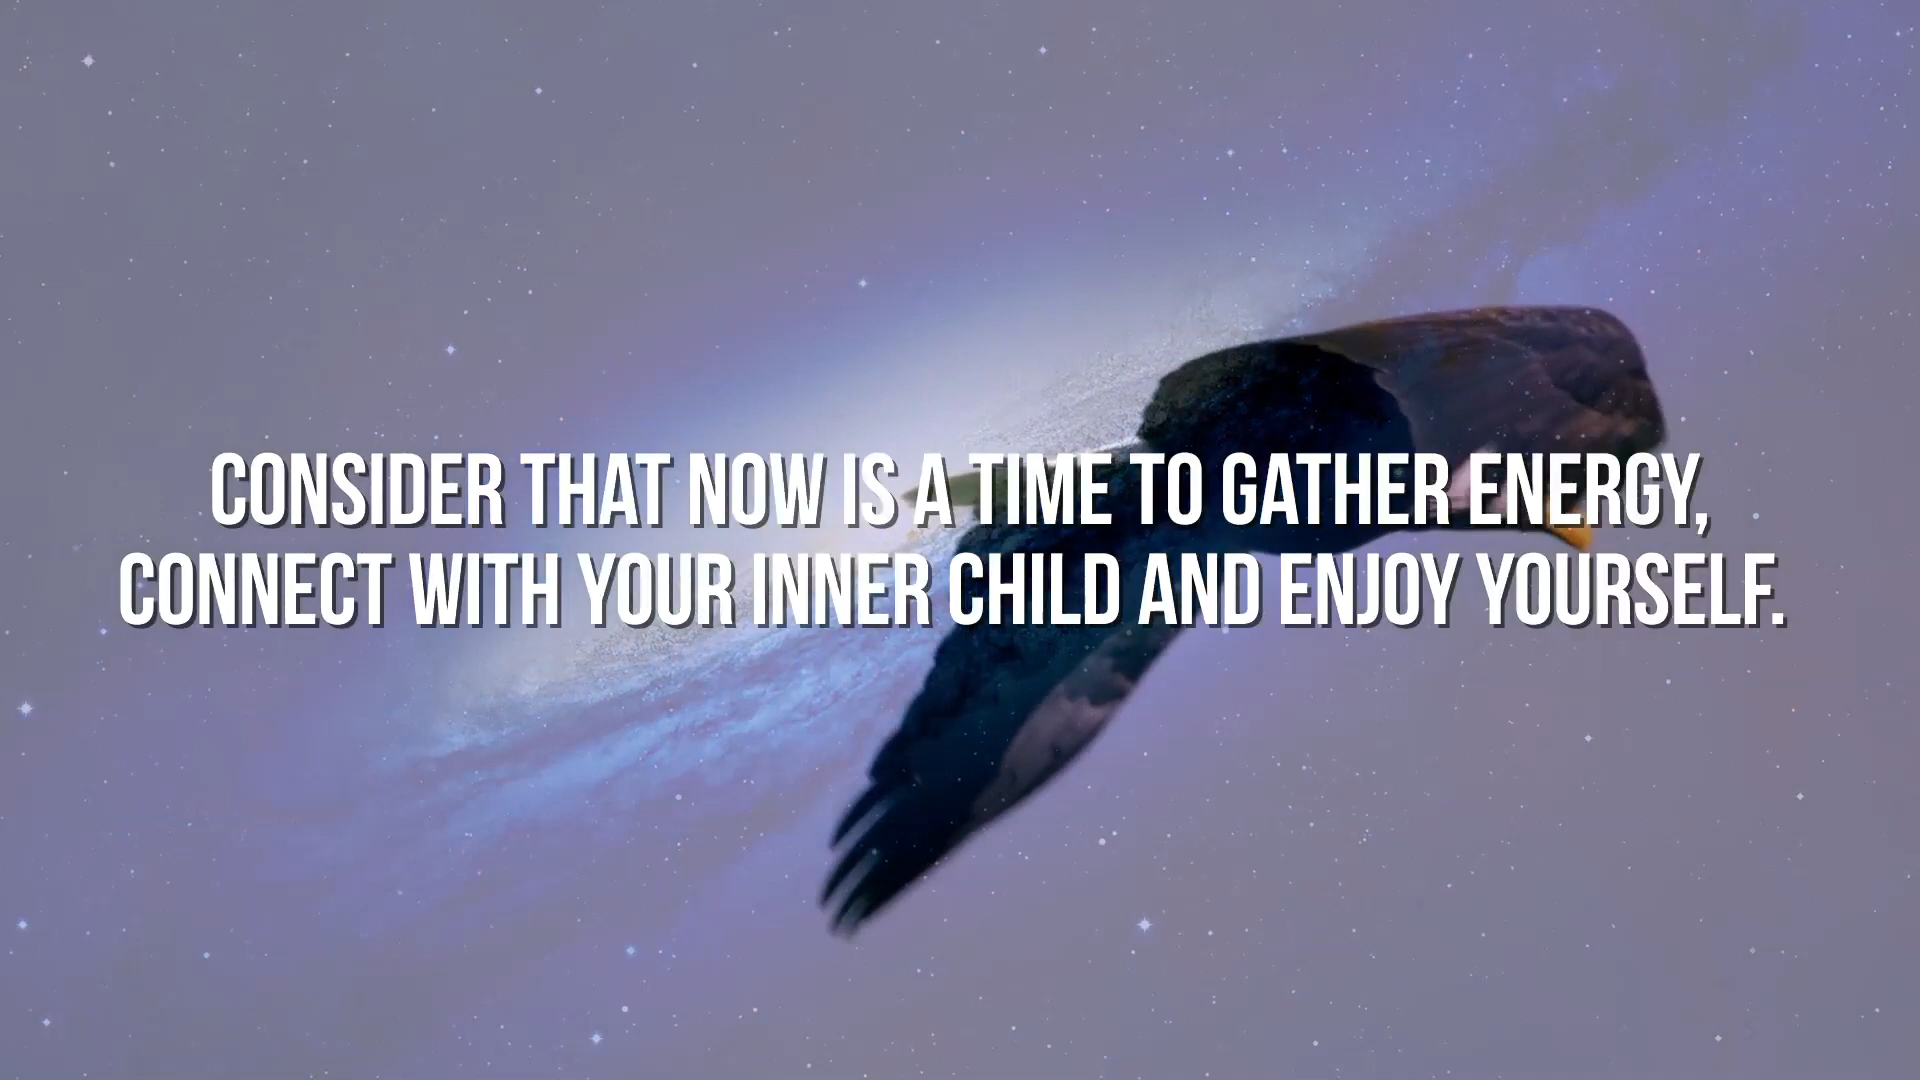 CONSIDER THAT NOW IS A TIME TO GATHER ENERGY,
CONNECT WITH YOUR INNER CHILD AND ENJOY YOURSELF.